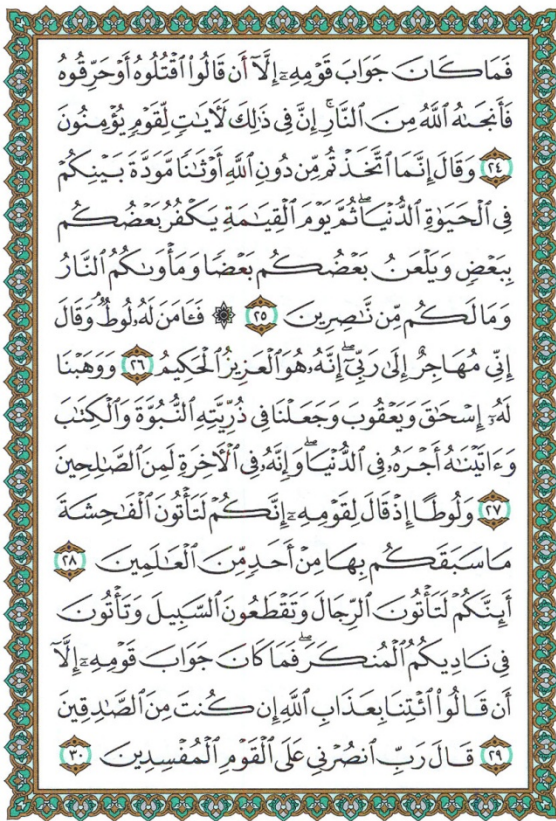 فَمَا كَانَ جَوَابَ قَوْمِهِۦٓ إِلَّآ أَن قَالُوا۟ ٱقْتُلُوهُ أَوْ حَرِّقُوهُ
فَأَنجَىٰهُ ٱللَّهُ مِنَ ٱلنَّارِ ۚ إِنَّ فِى ذَٰلِكَ لَـَٔايَـٰتٍ لِّقَوْمٍ يُؤْمِنُونَ
٢٤ وَقَالَ إِنَّمَا ٱتَّخَذْتُم مِّن دُونِ ٱللَّهِ أَوْثَـٰنًا مَّوَدَّةَ بَيْنِكُمْ
فِى ٱلْحَيَوٰةِ ٱلدُّنْيَا ۖ ثُمَّ يَوْمَ ٱلْقِيَـٰمَةِ يَكْفُرُ بَعْضُكُم
بِبَعْضٍ وَيَلْعَنُ بَعْضُكُم بَعْضًا وَمَأْوَىٰكُمُ ٱلنَّارُ
وَمَا لَكُم مِّن نَّـٰصِرِينَ ٢٥ ۞ فَـَٔامَنَ لَهُۥ لُوطٌ ۘ وَقَالَ
إِنِّى مُهَاجِرٌ إِلَىٰ رَبِّىٓ ۖ إِنَّهُۥ هُوَ ٱلْعَزِيزُ ٱلْحَكِيمُ ٢٦ وَوَهَبْنَا
لَهُۥٓ إِسْحَـٰقَ وَيَعْقُوبَ وَجَعَلْنَا فِى ذُرِّيَّتِهِ ٱلنُّبُوَّةَ وَٱلْكِتَـٰبَ
وَءَاتَيْنَـٰهُ أَجْرَهُۥ فِى ٱلدُّنْيَا ۖ وَإِنَّهُۥ فِى ٱلْـَٔاخِرَةِ لَمِنَ ٱلصَّـٰلِحِينَ
٢٧ وَلُوطًا إِذْ قَالَ لِقَوْمِهِۦٓ إِنَّكُمْ لَتَأْتُونَ ٱلْفَـٰحِشَةَ
مَا سَبَقَكُم بِهَا مِنْ أَحَدٍ مِّنَ ٱلْعَـٰلَمِينَ ٢٨
أَئِنَّكُمْ لَتَأْتُونَ ٱلرِّجَالَ وَتَقْطَعُونَ ٱلسَّبِيلَ وَتَأْتُونَ
فِى نَادِيكُمُ ٱلْمُنكَرَ ۖ فَمَا كَانَ جَوَابَ قَوْمِهِۦٓ إِلَّآ
أَن قَالُوا۟ ٱئْتِنَا بِعَذَابِ ٱللَّهِ إِن كُنتَ مِنَ ٱلصَّـٰدِقِينَ
٢٩ قَالَ رَبِّ ٱنصُرْنِى عَلَى ٱلْقَوْمِ ٱلْمُفْسِدِينَ ٣٠